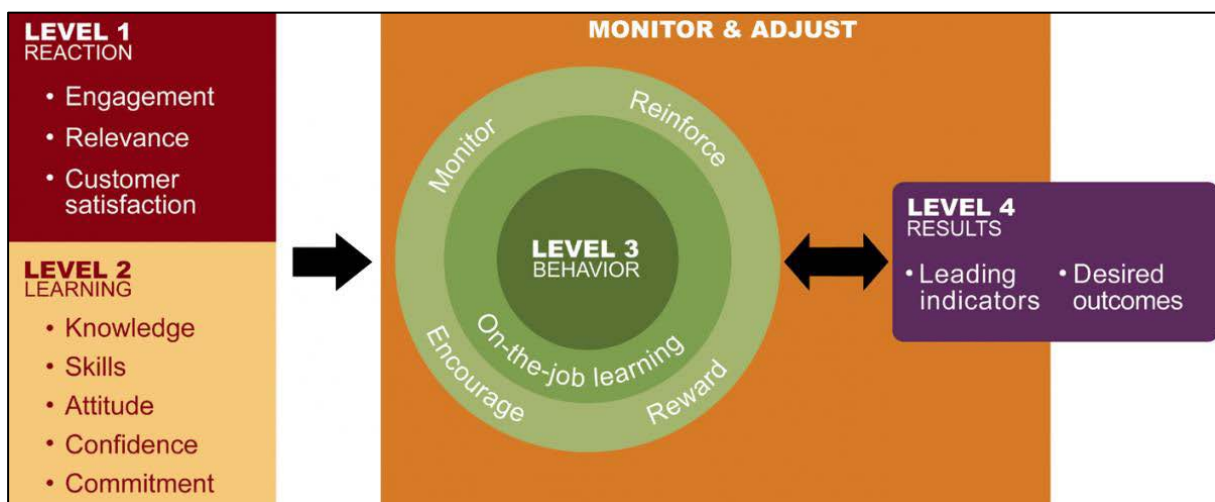 LEVEL 1
REACTION
• Engagement
• Relevance
• Customer
satisfaction
LEVEL 2
LEARNING
• Knowledge
• Skills
• Attitude
• Confidence
• Commitment
MONITOR & ADJUST
Monitor
Reinforce
LEVEL 3
BEHAVIOR
On-the-job learning
Encourage
Reward
LEVEL 4
RESULTS
• Leading
indicators
• Desired
outcomes